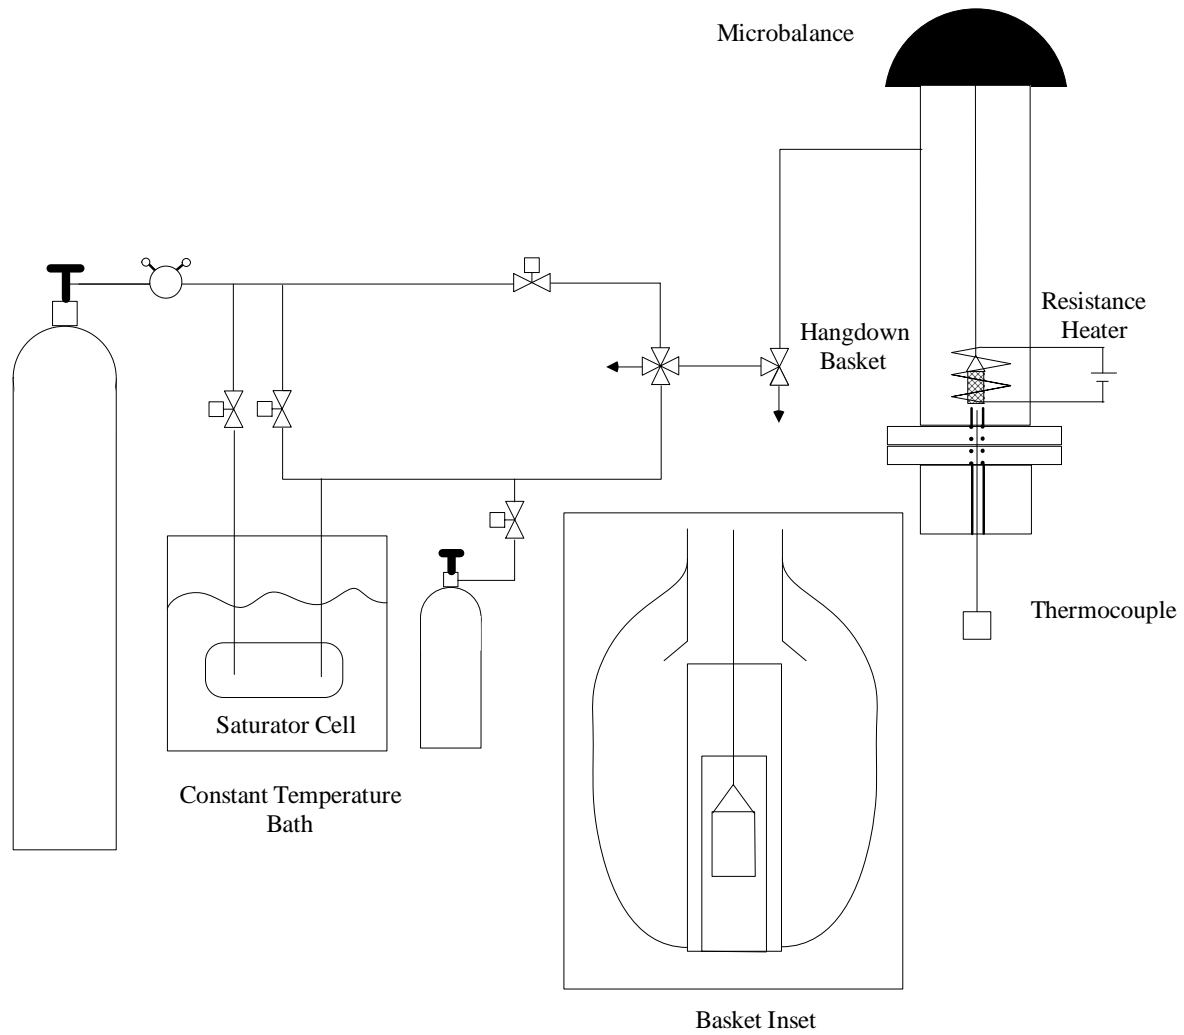 Microbalance
Resistance
Heater
Hangdown
Basket
Thermocouple
Saturator Cell
Constant Temperature
Bath
Basket Inset